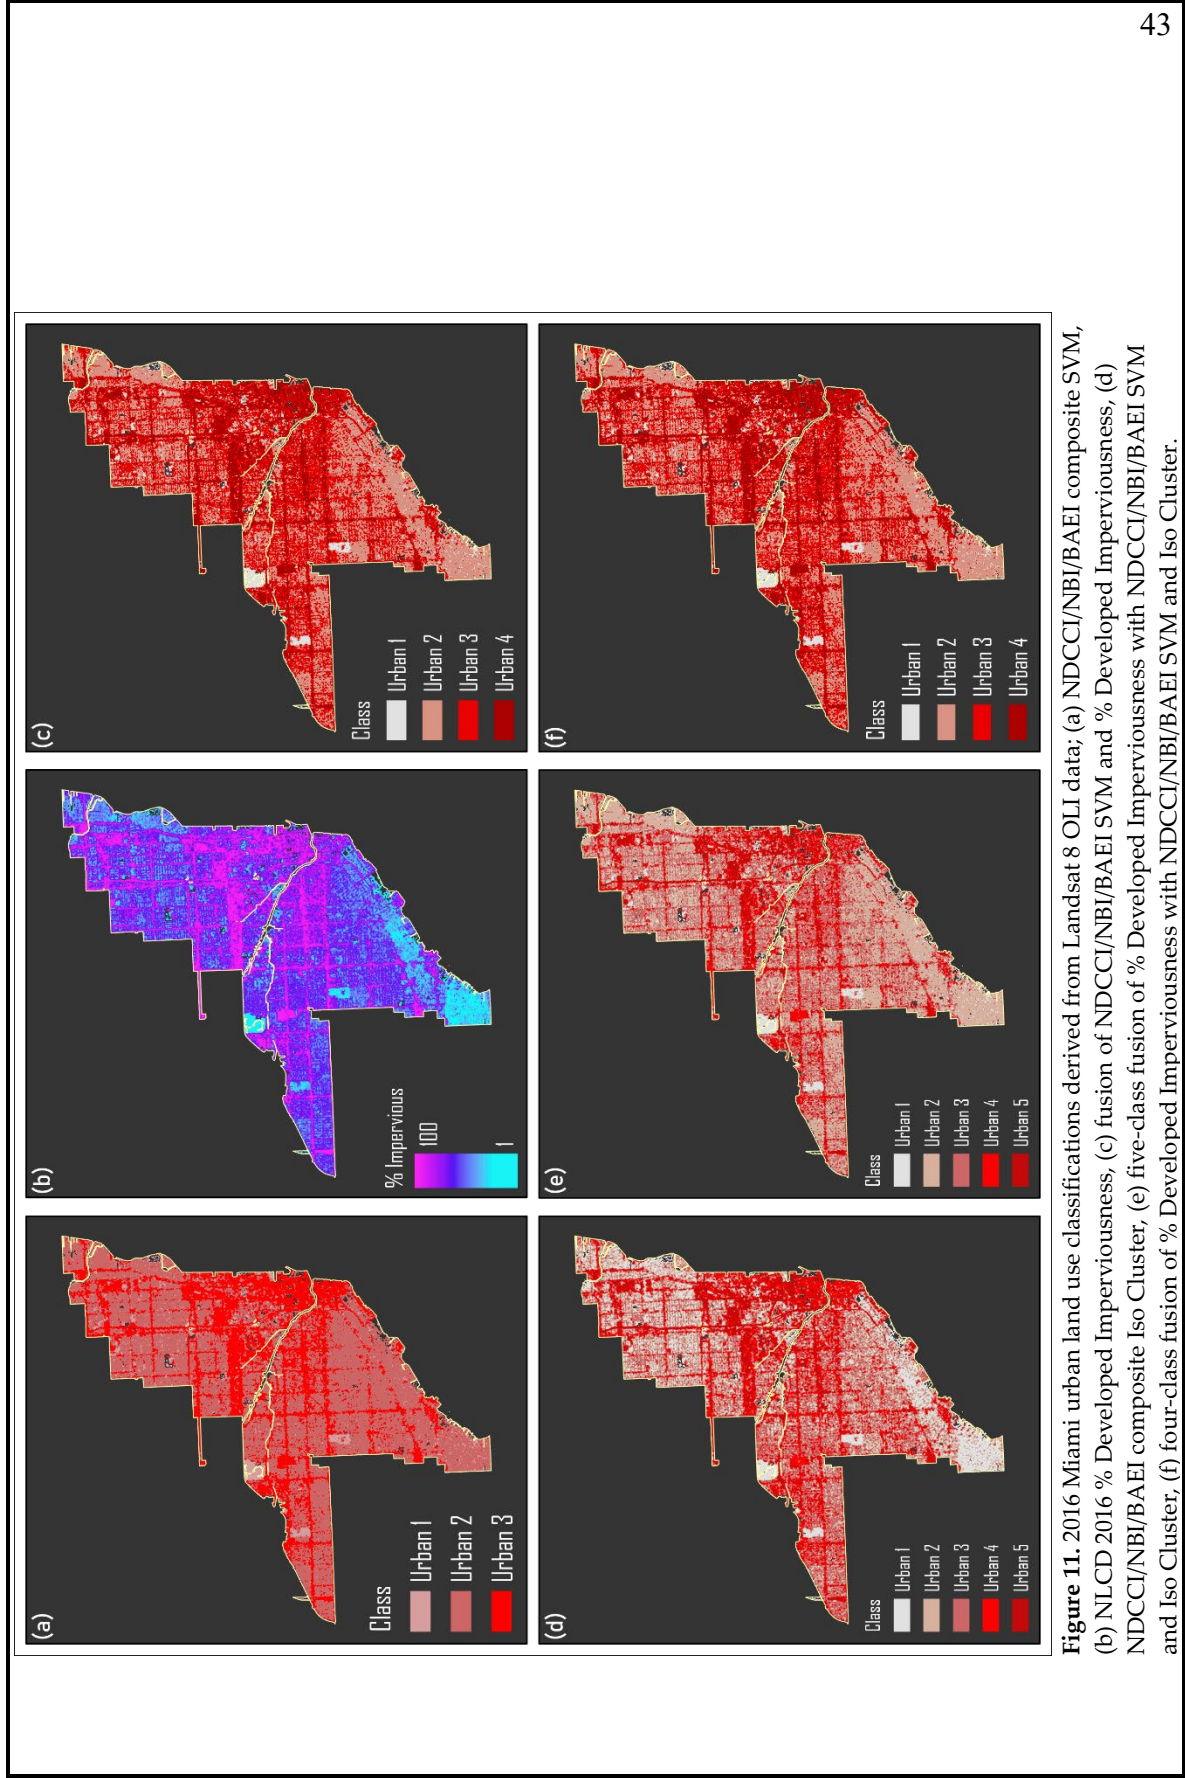 43
(a)
Class
Urban 1
Urban 2
Urban 3
(b)
% Impervious
100
1
(c)
Class
Urban 1
Urban 2
Urban 3
Urban 4
(d)
Class
Urban 1
Urban 2
Urban 3
Urban 4
Urban 5
(e)
Class
Urban 1
Urban 2
Urban 3
Urban 4
Urban 5
(f)
Class
Urban 1
Urban 2
Urban 3
Urban 4
Figure 11. 2016 Miami urban land use classifications derived from Landsat 8 OLI data; (a) NDCCI/NBI/BAEI composite SVM,
(b) NLCD 2016 % Developed Imperviousness, (c) fusion of NDCCI/NBI/BAEI SVM and % Developed Imperviousness, (d)
NDCCI/NBI/BAEI composite Iso Cluster, (e) five-class fusion of % Developed Imperviousness with NDCCI/NBI/BAEI SVM
and Iso Cluster, (f) four-class fusion of % Developed Imperviousness with NDCCI/NBI/BAEI SVM and Iso Cluster.